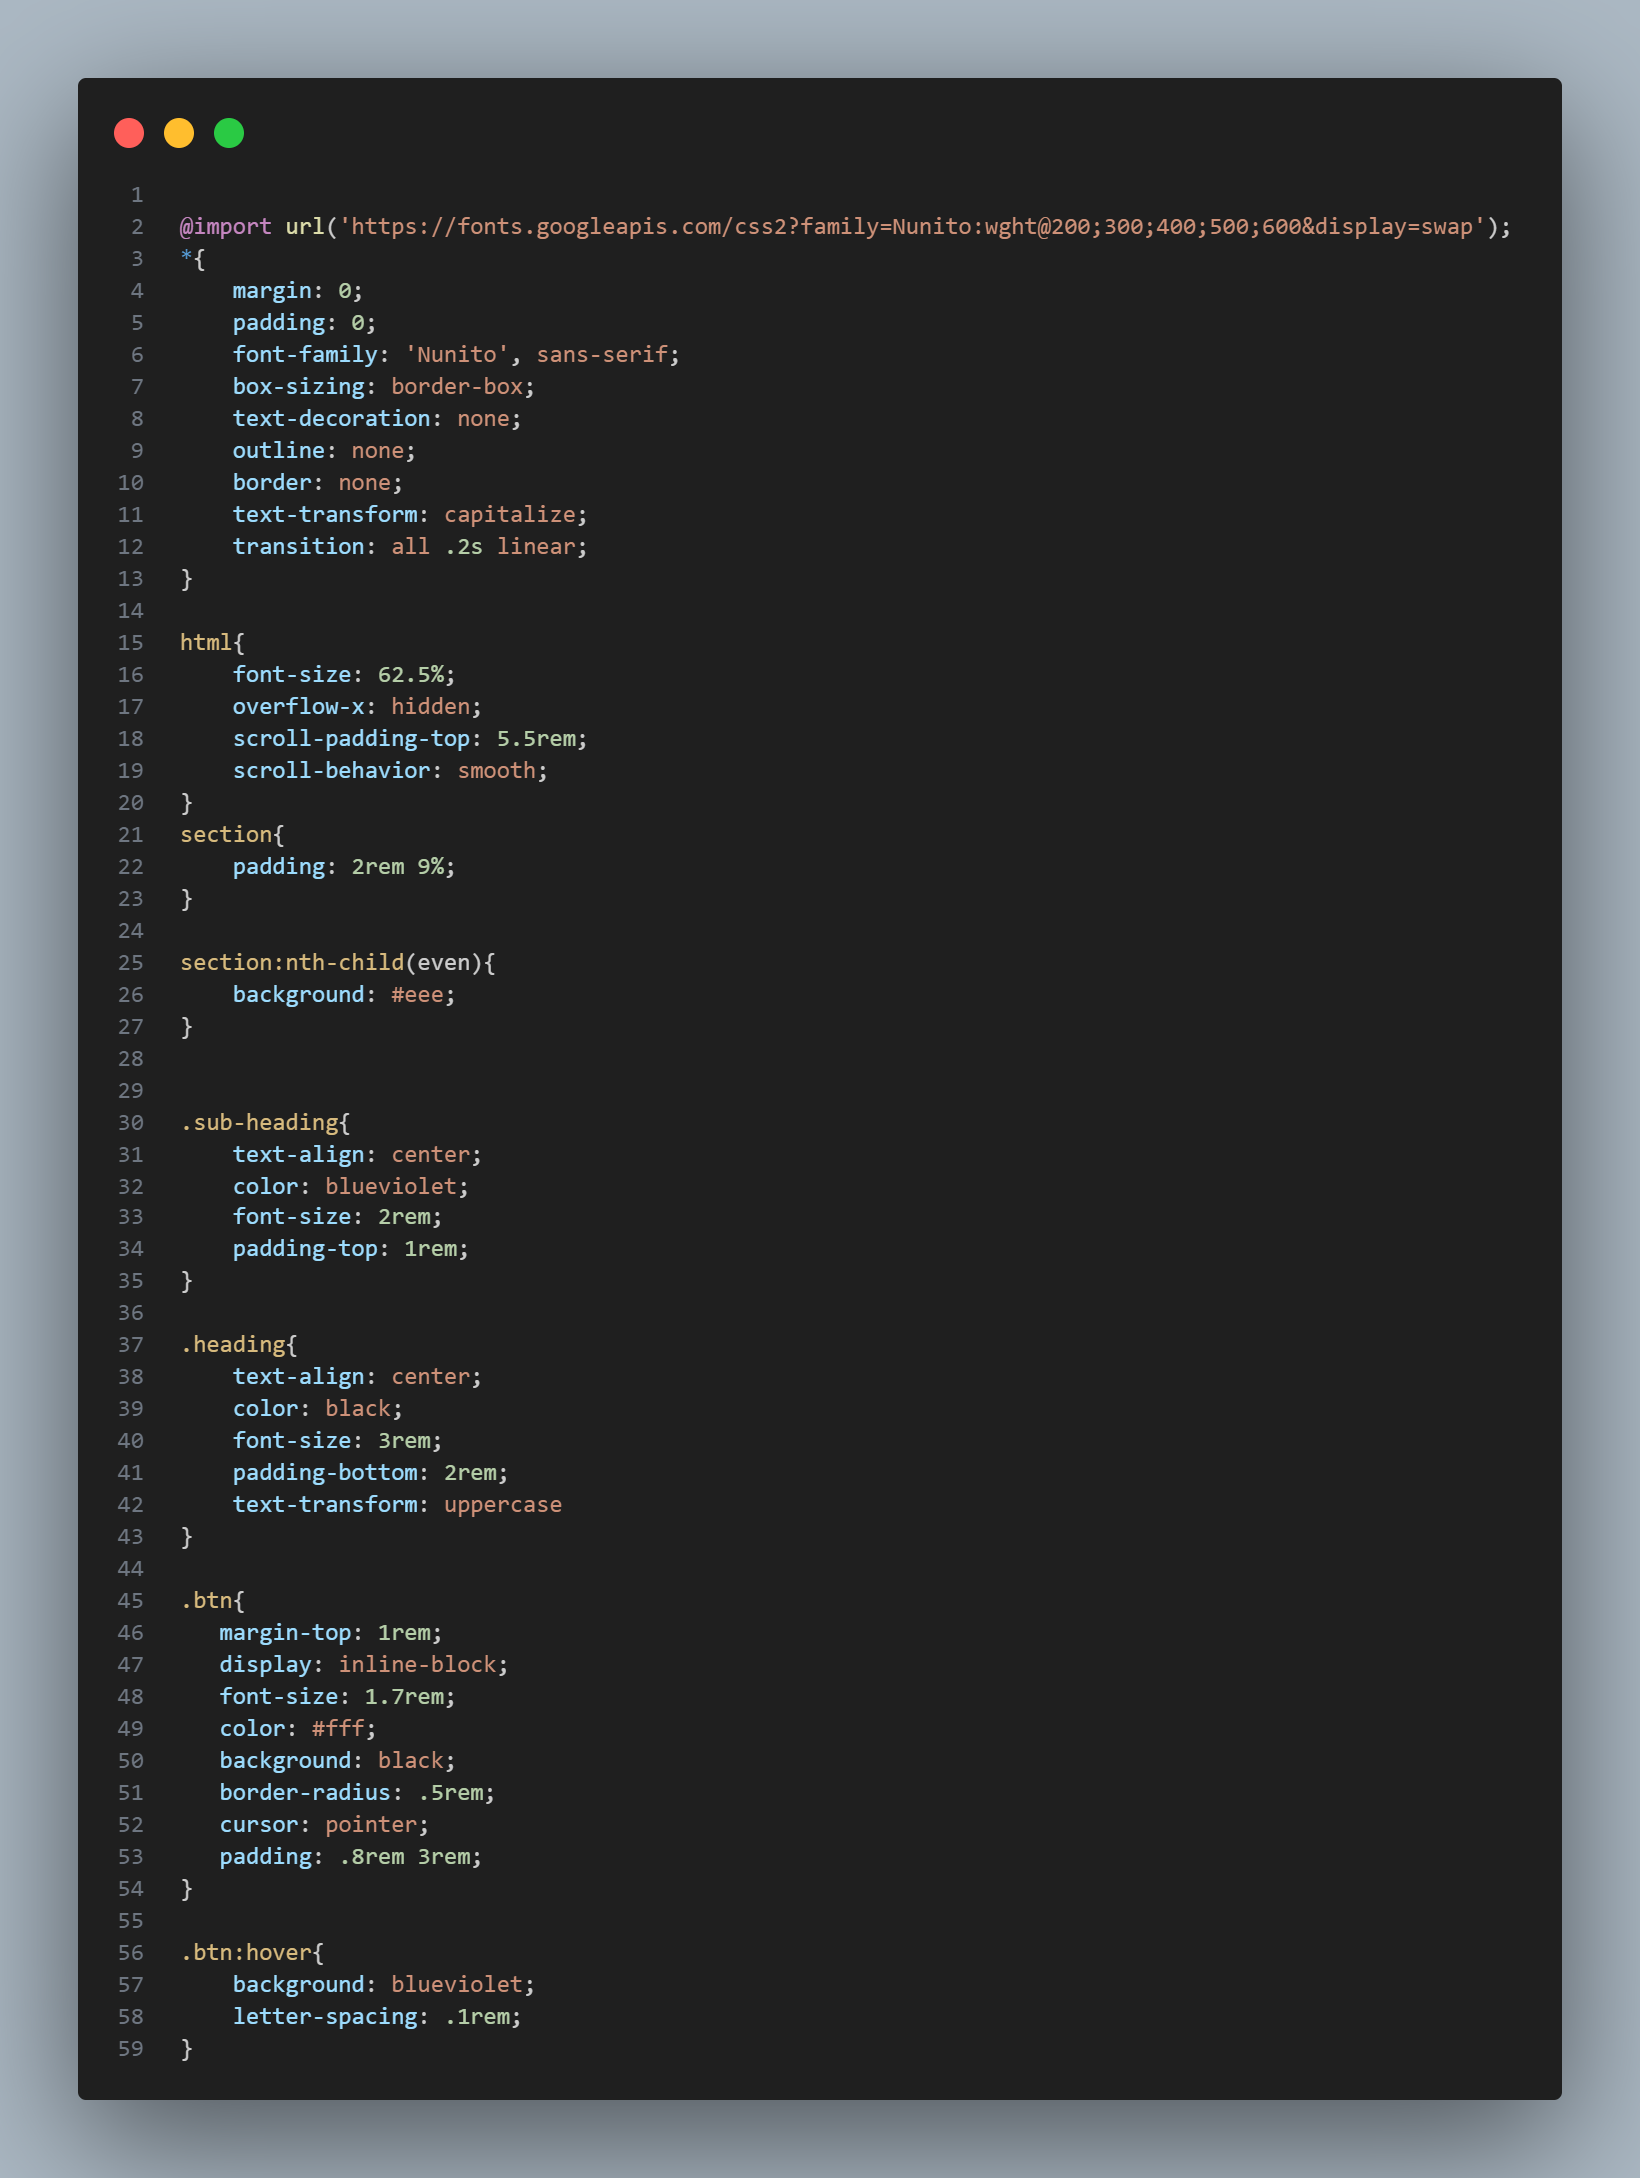 1
2 @import url('https://fonts.googleapis.com/css2?family=Nunito:wght@200;300;400;500;600&display=swap');
3 *{
4     margin: 0;
5     padding: 0;
6     font-family: 'Nunito', sans-serif;
7     box-sizing: border-box;
8     text-decoration: none;
9     outline: none;
10     border: none;
11     text-transform: capitalize;
12     transition: all .2s linear;
13 }
14
15 html{
16     font-size: 62.5%;
17     overflow-x: hidden;
18     scroll-padding-top: 5.5rem;
19     scroll-behavior: smooth;
20 }
21 section{
22     padding: 2rem 9%;
23 }
24
25 section:nth-child(even){
26     background: #eee;
27 }
28
29
30 .sub-heading{
31     text-align: center;
32     color: blueviolet;
33     font-size: 2rem;
34     padding-top: 1rem;
35 }
36
37 .heading{
38     text-align: center;
39     color: black;
40     font-size: 3rem;
41     padding-bottom: 2rem;
42     text-transform: uppercase
43 }
44
45 .btn{
46    margin-top: 1rem;
47    display: inline-block;
48    font-size: 1.7rem;
49    color: #fff;
50    background: black;
51    border-radius: .5rem;
52    cursor: pointer;
53    padding: .8rem 3rem;
54 }
55
56 .btn:hover{
57     background: blueviolet;
58     letter-spacing: .1rem;
59 }